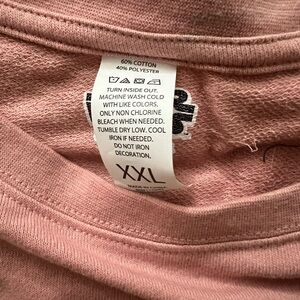 60% COTTON
40% POLYESTER
TURN INSIDE OUT.
MACHINE WASH COLD
WITH LIKE COLORS,
ONLY NON CHLORINE
BLEACH WHEN NEEDED.
TUMBLE DRY LOW. COOL
IRON IF NEEDED.
DO NOT IRON
DECORATION.
XXL